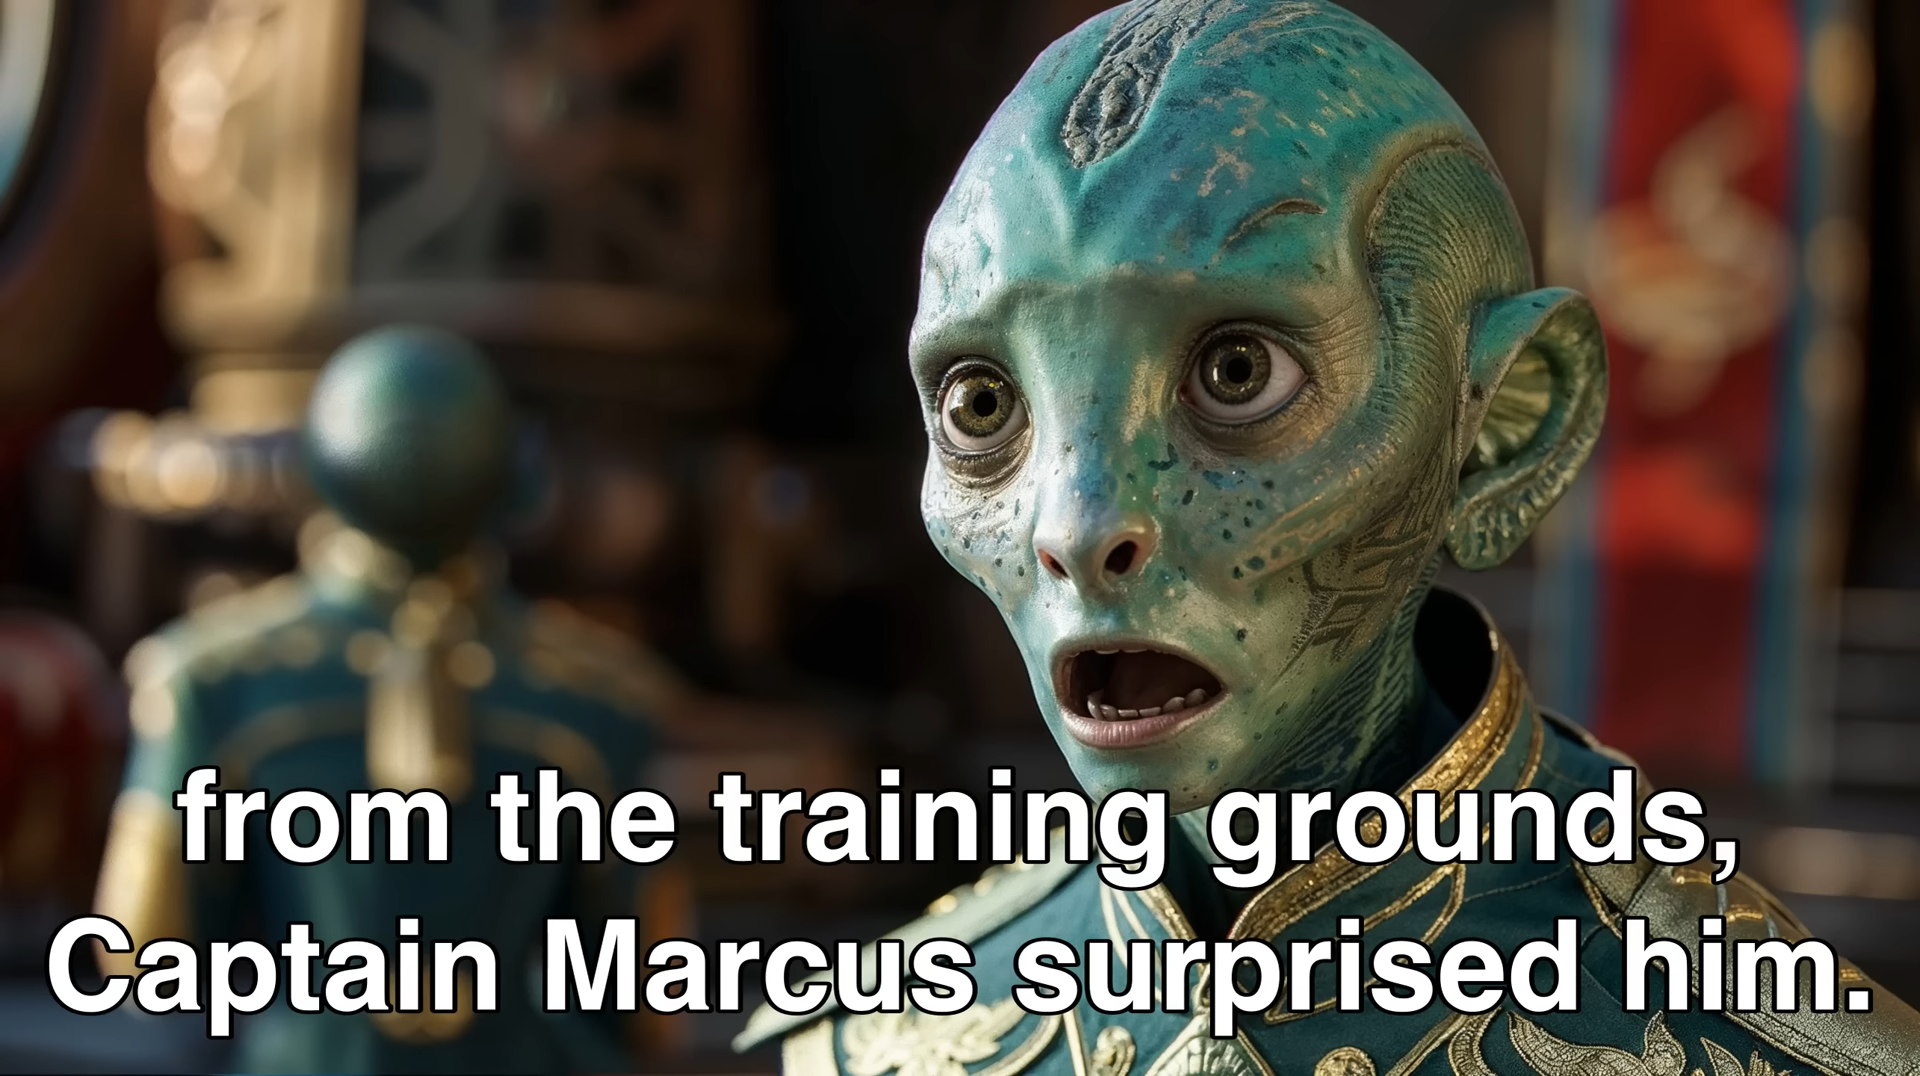 from the training grounds,
Captain Marcus surprised him.